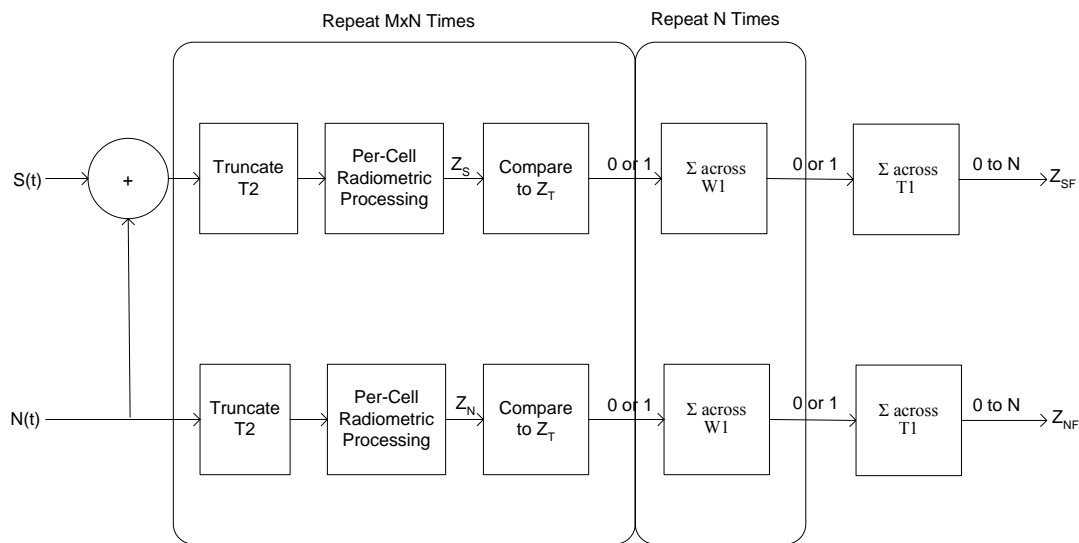 Repeat MxN Times
Repeat N Times
S(t)
+
Truncate
T2
Per-Cell
Radiometric
Processing
Z_S
Compare
to Z_T
0 or 1
Σ across
W1
0 or 1
Σ across
T1
0 to N
Z_SF
N(t)
Truncate
T2
Per-Cell
Radiometric
Processing
Z_N
Compare
to Z_T
0 or 1
Σ across
W1
0 or 1
Σ across
T1
0 to N
Z_NF